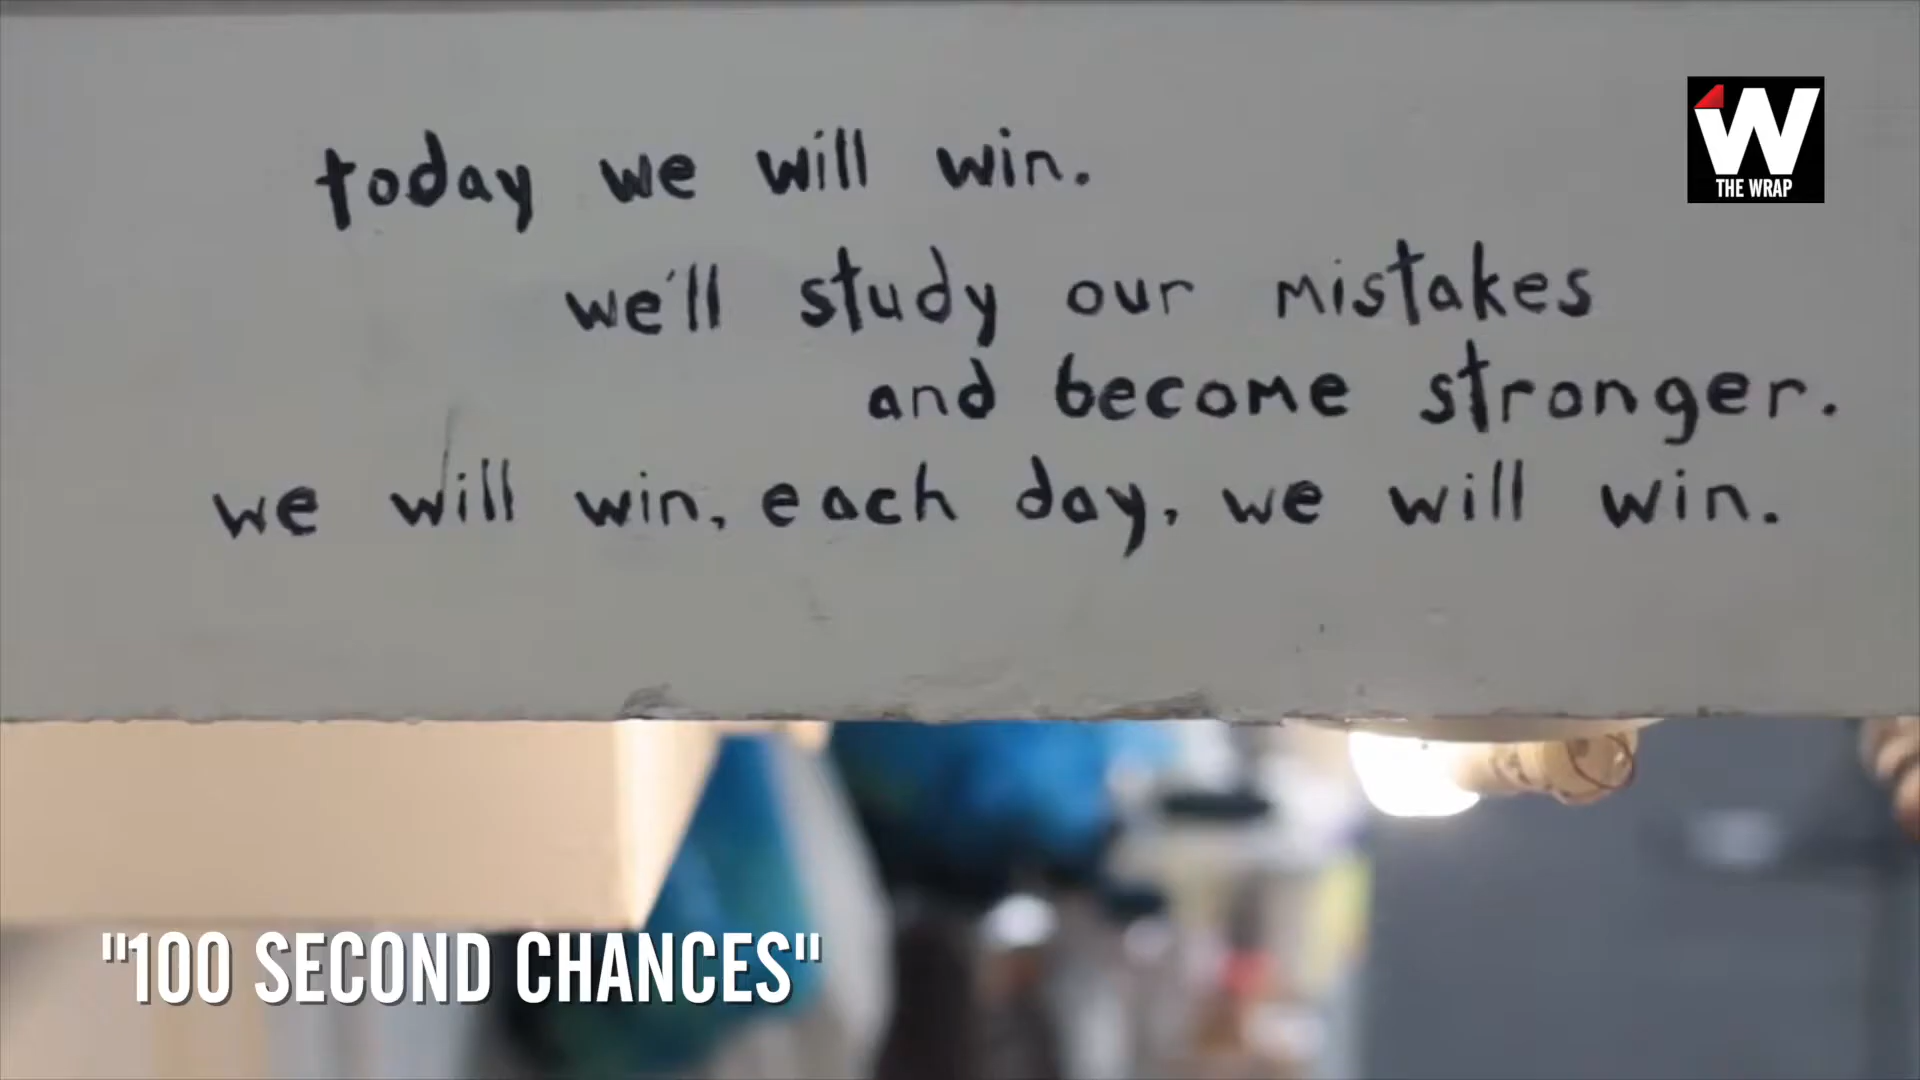 W
THE WRAP
today we will win.
we'll study our mistakes
and become stronger.
we will win, each day, we will win.
"100 SECOND CHANCES"